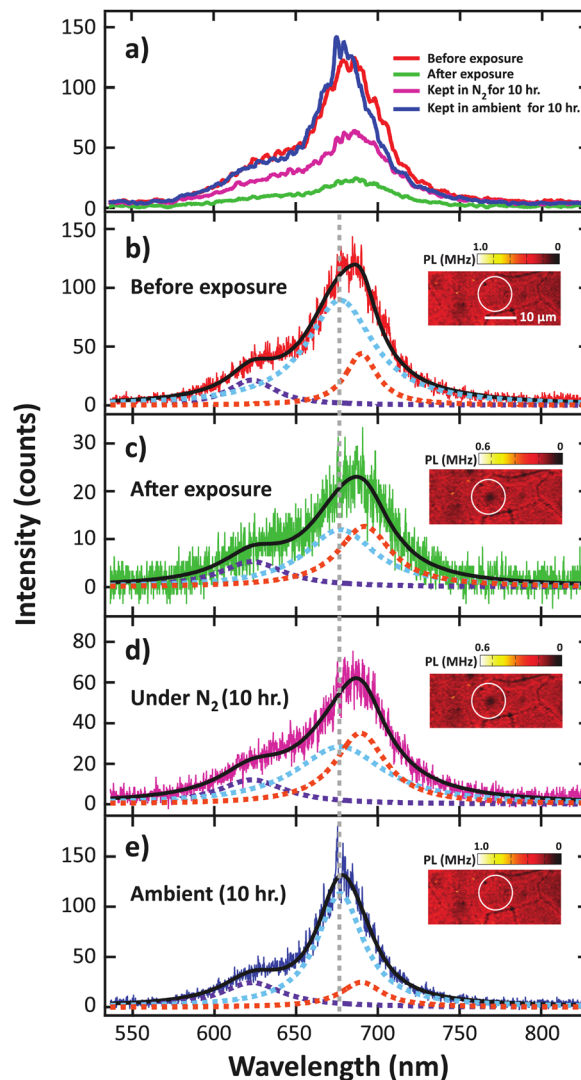 a)
Before exposure
After exposure
Kept in N2 for 10 hr.
Kept in ambient for 10 hr.
150
100
50
0
b)
Before exposure
PL (MHz)
1.0
0
10 µm
150
100
50
0
c)
After exposure
PL (MHz)
0.6
0
30
20
10
0
d)
Under N2 (10 hr.)
PL (MHz)
0.6
0
80
60
40
20
0
e)
Ambient (10 hr.)
PL (MHz)
1.0
0
150
100
50
0
550 600 650 700 750 800
Intensity (counts)
Wavelength (nm)